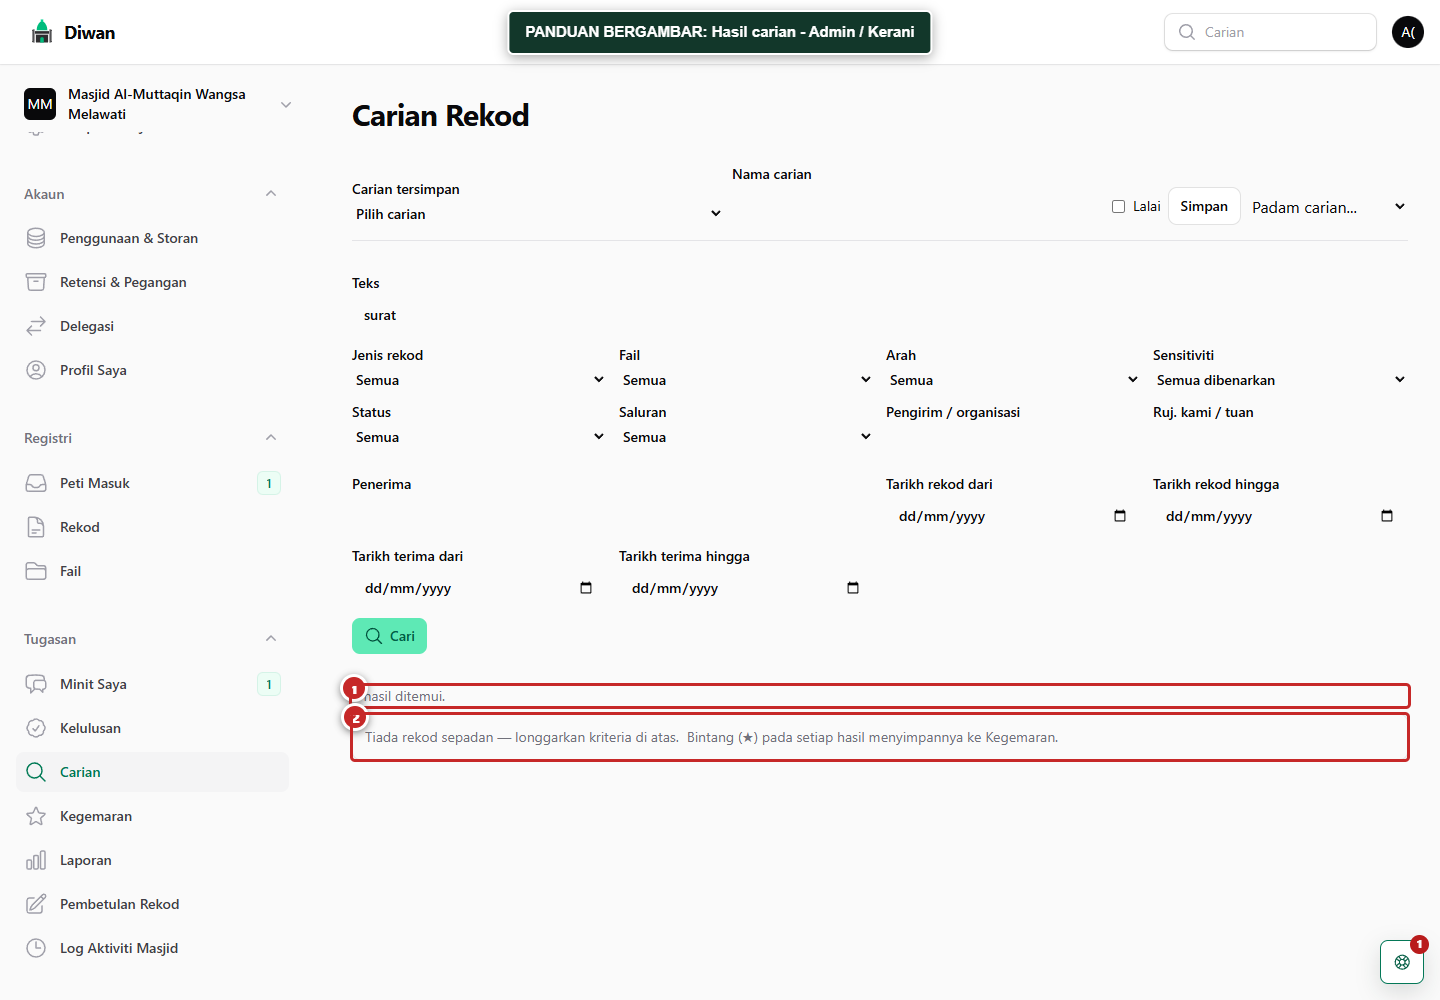 Diwan
PANDUAN BERGAMBAR: Hasil carian - Admin / Kerani
Carian
A(
MM
Masjid Al-Muttaqin Wangsa
Melawati
Akaun
Penggunaan & Storan
Retensi & Pegangan
Delegasi
Profil Saya
Registri
Peti Masuk
1
Rekod
Fail
Tugasan
Minit Saya
1
Kelulusan
Carian
Kegemaran
Laporan
Pembetulan Rekod
Log Aktiviti Masjid
Carian Rekod
Carian tersimpan
Pilih carian
Nama carian
Lalai
Simpan
Padam carian...
Teks
surat
Jenis rekod
Semua
Fail
Semua
Arah
Semua
Sensitiviti
Semua dibenarkan
Status
Semua
Saluran
Semua
Pengirim / organisasi
Ruj. kami / tuan
Penerima
Tarikh rekod dari
dd/mm/yyyy
Tarikh rekod hingga
dd/mm/yyyy
Tarikh terima dari
dd/mm/yyyy
Tarikh terima hingga
dd/mm/yyyy
Cari
1
hasil ditemui.
2
Tiada rekod sepadan — longgarkan kriteria di atas. Bintang (★) pada setiap hasil menyimpannya ke Kegemaran.
1